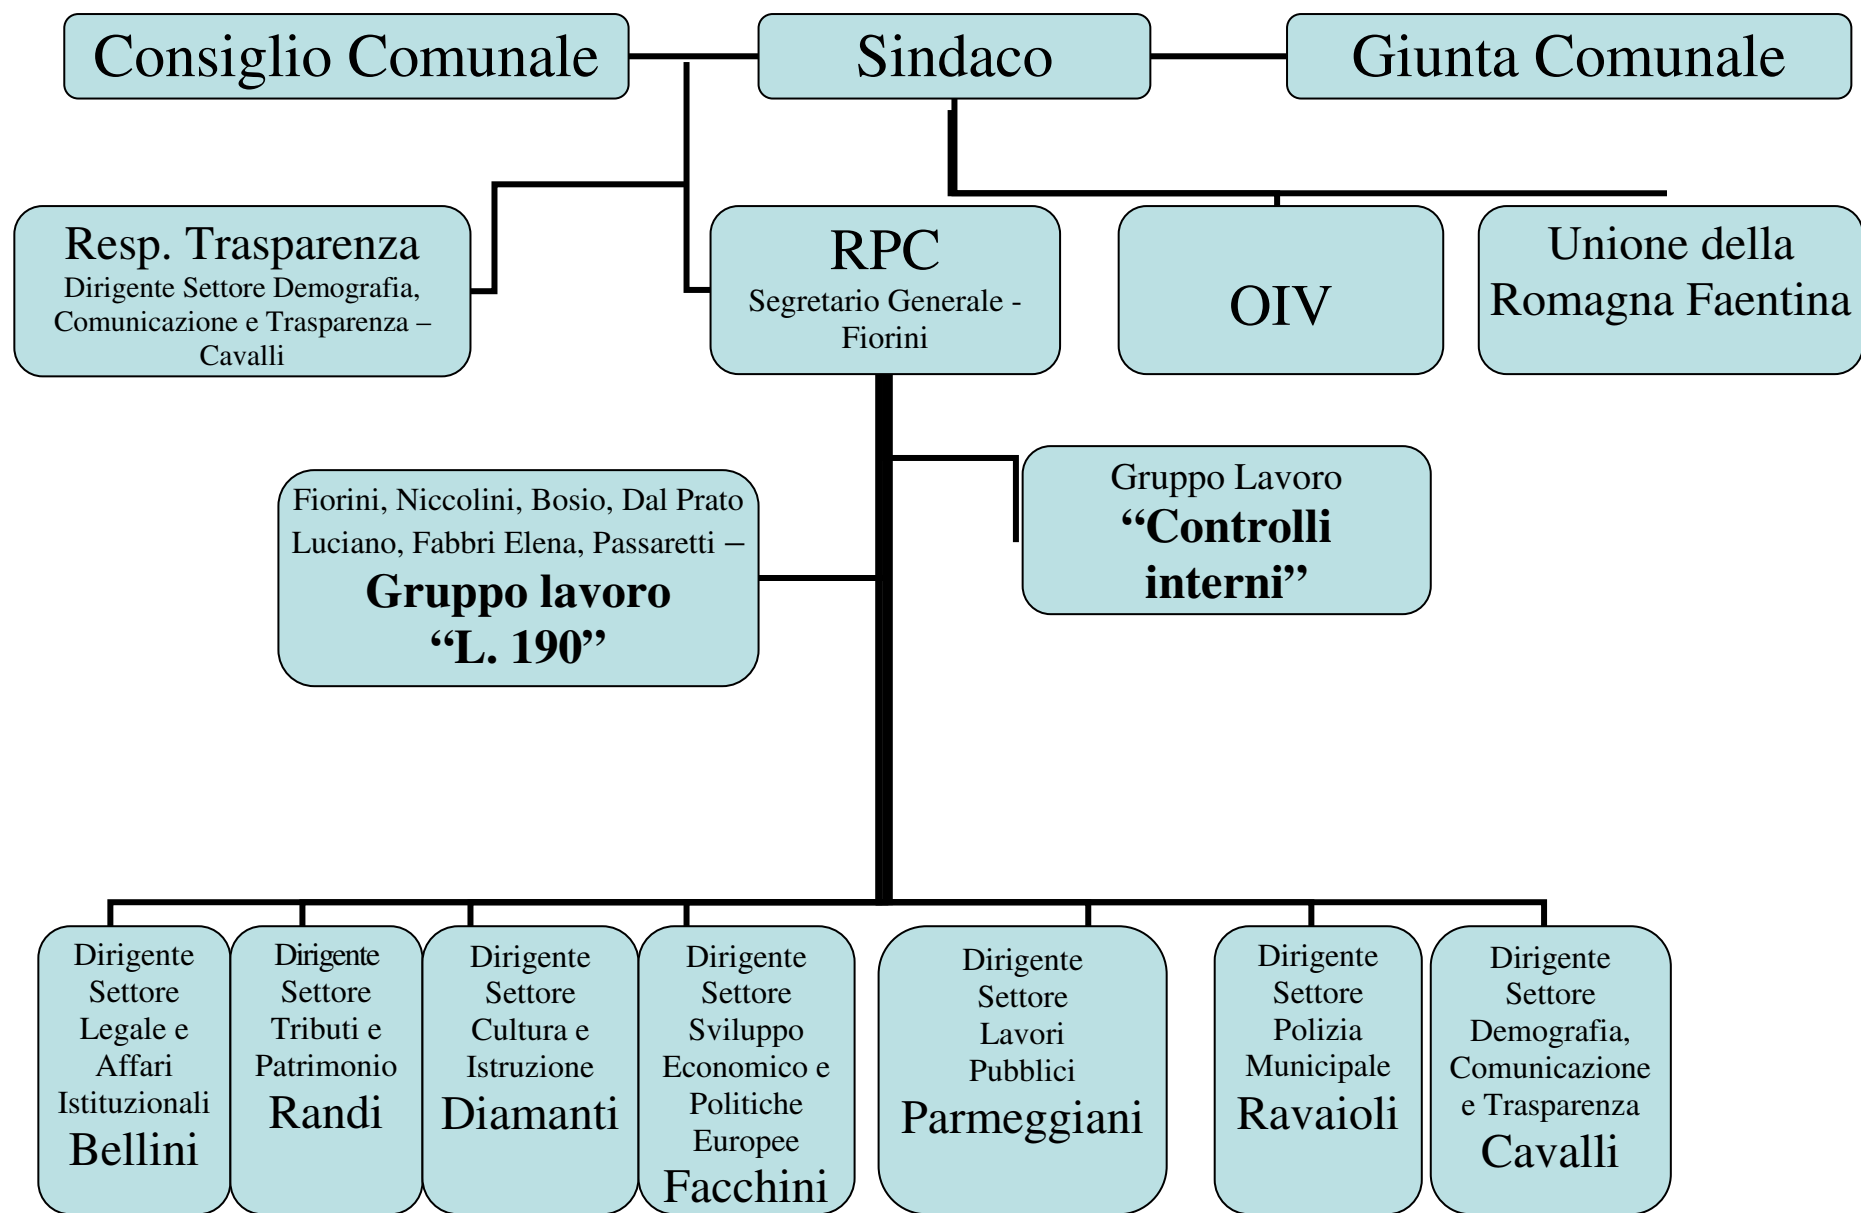 Consiglio Comunale
Sindaco
Giunta Comunale
Resp. Trasparenza
Dirigente Settore Demografia,
Comunicazione e Trasparenza –
Cavalli
RPC
Segretario Generale -
Fiorini
OIV
Unione della
Romagna Faentina
Fiorini, Niccolini, Bosio, Dal Prato
Luciano, Fabbri Elena, Passaretti –
Gruppo lavoro
“L. 190”
Gruppo Lavoro
“Controlli
interni”
Dirigente
Settore
Legale e
Affari
Istituzionali
Bellini
Dirigente
Settore
Tributi e
Patrimonio
Randi
Dirigente
Settore
Cultura e
Istruzione
Diamanti
Dirigente
Settore
Sviluppo
Economico e
Politiche
Europee
Facchini
Dirigente
Settore
Lavori
Pubblici
Parmeggiani
Dirigente
Settore
Polizia
Municipale
Ravaioli
Dirigente
Settore
Demografia,
Comunicazione
e Trasparenza
Cavalli